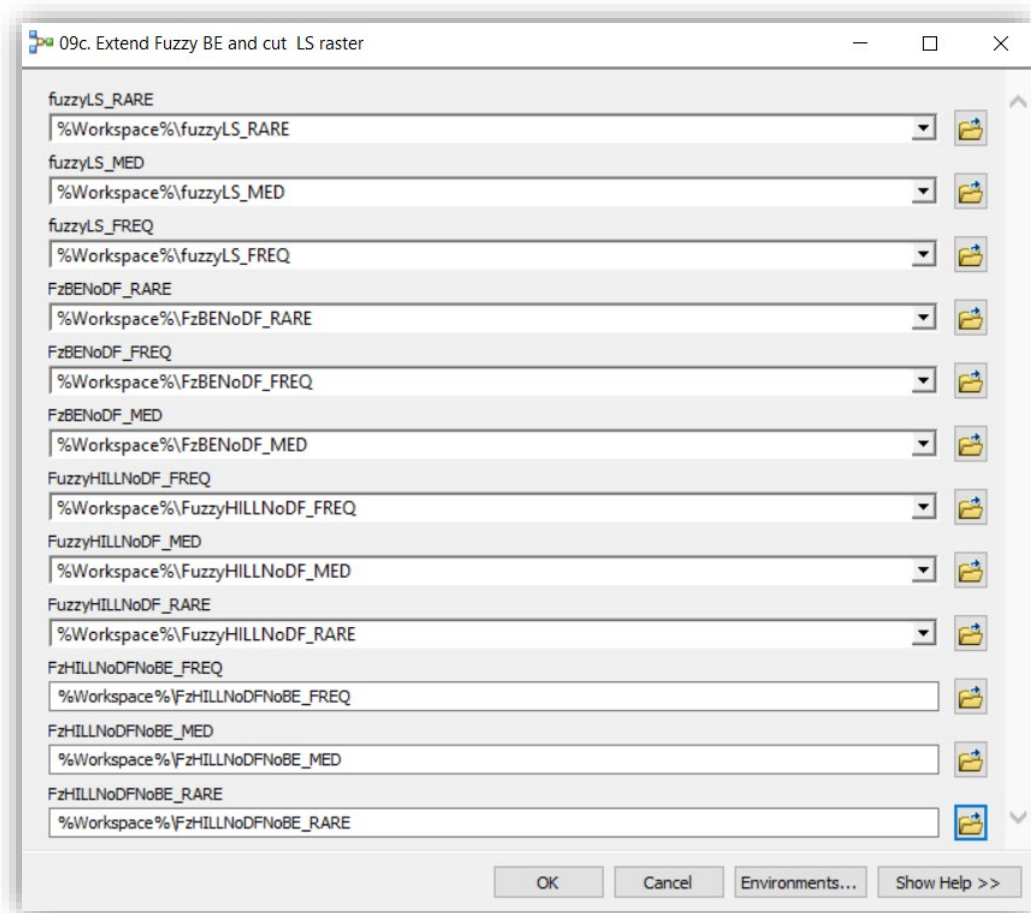 09c. Extend Fuzzy BE and cut  LS raster
fuzzyLS_RARE
%Workspace%\fuzzyLS_RARE
fuzzyLS_MED
%Workspace%\fuzzyLS_MED
fuzzyLS_FREQ
%Workspace%\fuzzyLS_FREQ
FzBENoDF_RARE
%Workspace%\FzBENoDF_RARE
FzBENoDF_FREQ
%Workspace%\FzBENoDF_FREQ
FzBENoDF_MED
%Workspace%\FzBENoDF_MED
FuzzyHILLNoDF_FREQ
%Workspace%\FuzzyHILLNoDF_FREQ
FuzzyHILLNoDF_MED
%Workspace%\FuzzyHILLNoDF_MED
FuzzyHILLNoDF_RARE
%Workspace%\FuzzyHILLNoDF_RARE
FzHILLNoDFNoBE_FREQ
%Workspace%\FzHILLNoDFNoBE_FREQ
FzHILLNoDFNoBE_MED
%Workspace%\FzHILLNoDFNoBE_MED
FzHILLNoDFNoBE_RARE
%Workspace%\FzHILLNoDFNoBE_RARE
OK Cancel Environments... Show Help >>